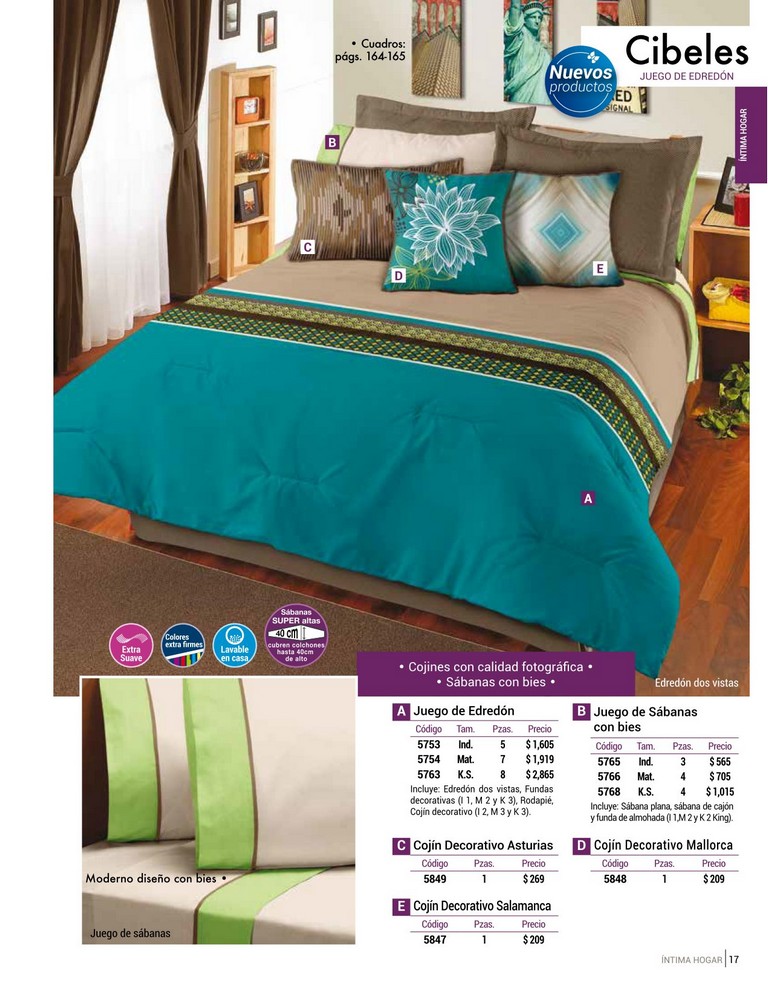 • Cuadros:
págs. 164-165
Cibeles
JUEGO DE EDREDÓN
Nuevos
productos
ÍNTIMA HOGAR
ED
SIGNAL
B
C
D
E
A
Extra
Suave
Colores
extra firmes
Lavable
en casa
Sábanas
SUPER altas
40 cm
cubren colchones
hasta 40cm
de alto
• Cojines con calidad fotográfica •
• Sábanas con bies •
Edredón dos vistas
Moderno diseño con bies •
Juego de sábanas
A Juego de Edredón
Código Tam. Pzas. Precio
5753 Ind. 5 $1,605
5754 Mat. 7 $1,919
5763 K.S. 8 $2,865
Incluye: Edredón dos vistas, Fundas
decorativas (I 1, M 2 y K 3), Rodapié,
Cojín decorativo (I 2, M 3 y K 3).
B Juego de Sábanas
con bies
Código Tam. Pzas. Precio
5765 Ind. 3 $565
5766 Mat. 4 $705
5768 K.S. 4 $1,015
Incluye: Sábana plana, sábana de cajón
y funda de almohada (I 1,M 2 y K 2 King).
C Cojín Decorativo Asturias
Código Pzas. Precio
5849 1 $269
D Cojín Decorativo Mallorca
Código Pzas. Precio
5848 1 $209
E Cojín Decorativo Salamanca
Código Pzas. Precio
5847 1 $209
ÍNTIMA HOGAR 17